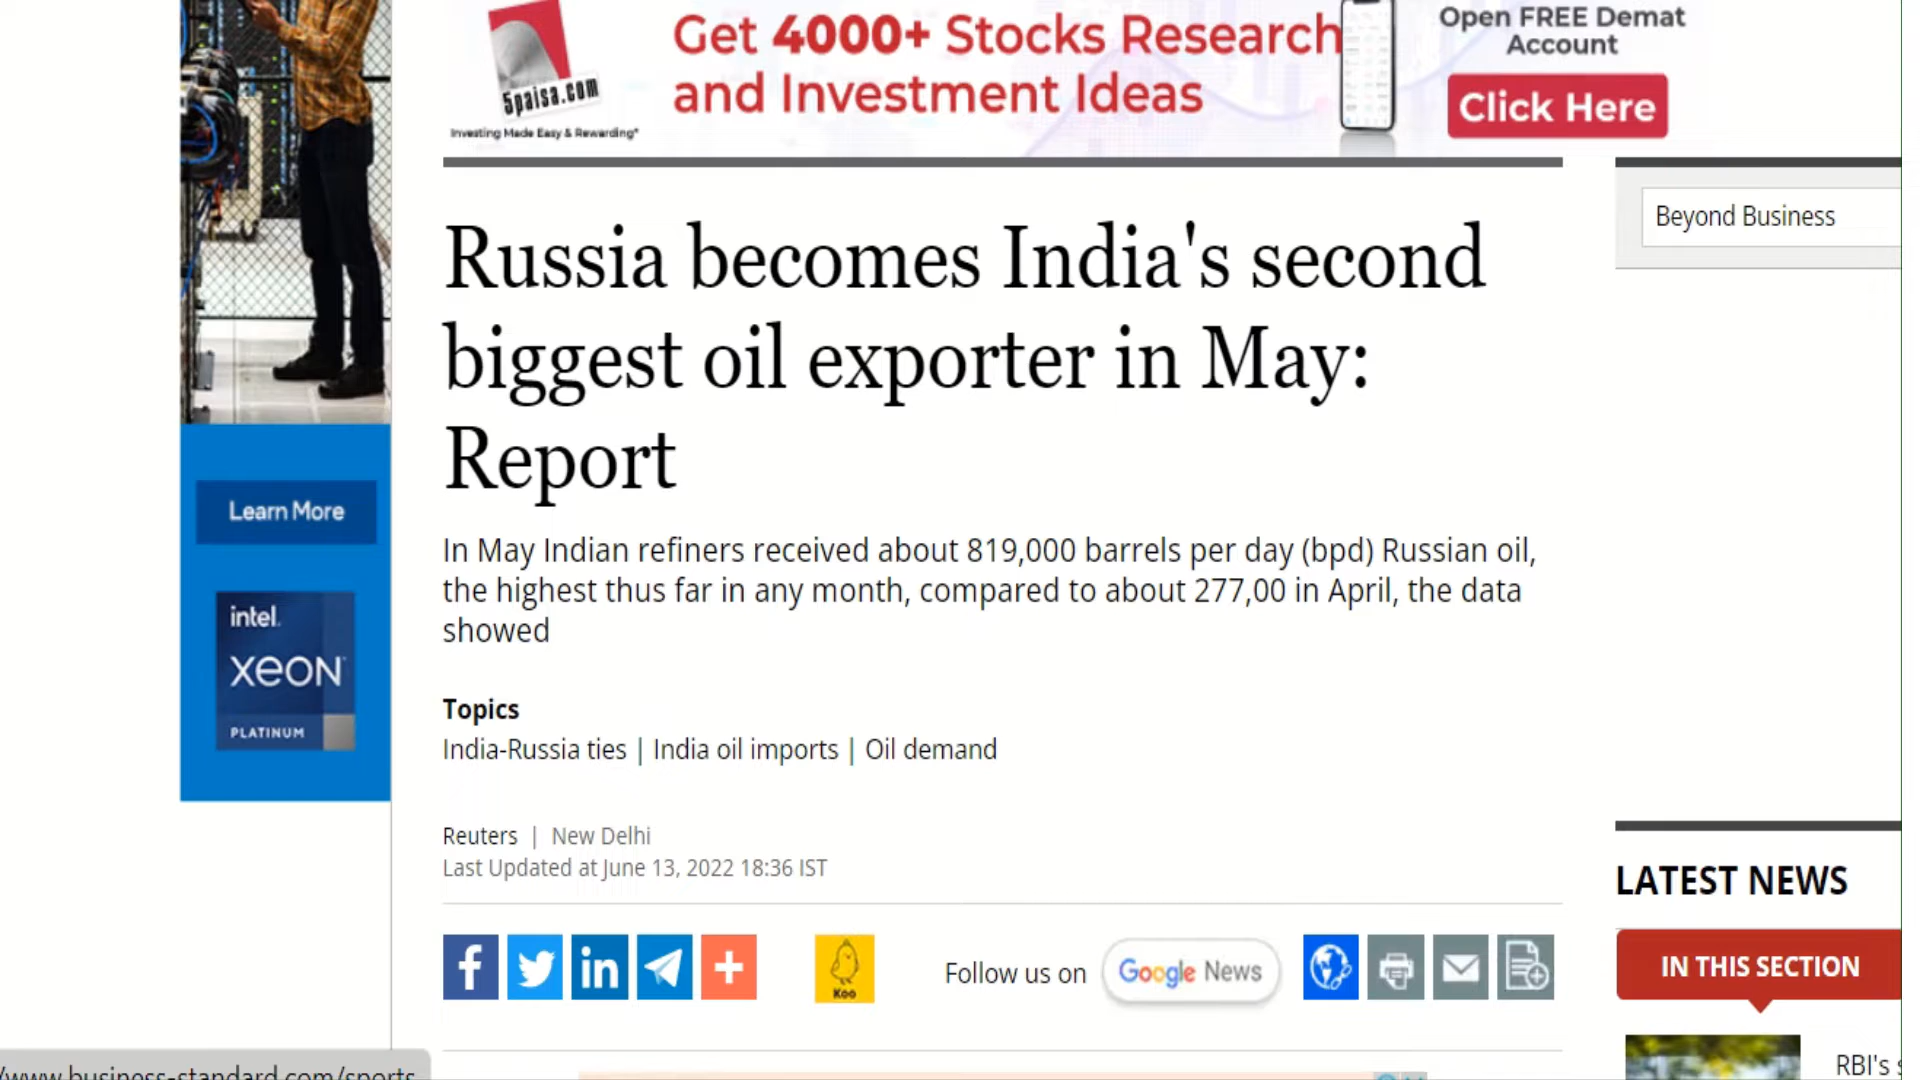 5paisa.com
Investing Made Easy & Rewarding*
Get 4000+ Stocks Research
and Investment Ideas
Open FREE Demat
Account
Click Here
Beyond Business
Russia becomes India's second
biggest oil exporter in May:
Report
In May Indian refiners received about 819,000 barrels per day (bpd) Russian oil,
the highest thus far in any month, compared to about 277,00 in April, the data
showed
Learn More
intel.
XEON
PLATINUM
Topics
India-Russia ties | India oil imports | Oil demand
Reuters | New Delhi
Last Updated at June 13, 2022 18:36 IST
Koo
Follow us on
Google News
LATEST NEWS
IN THIS SECTION
RBI's
/www.business-standard.com/sports